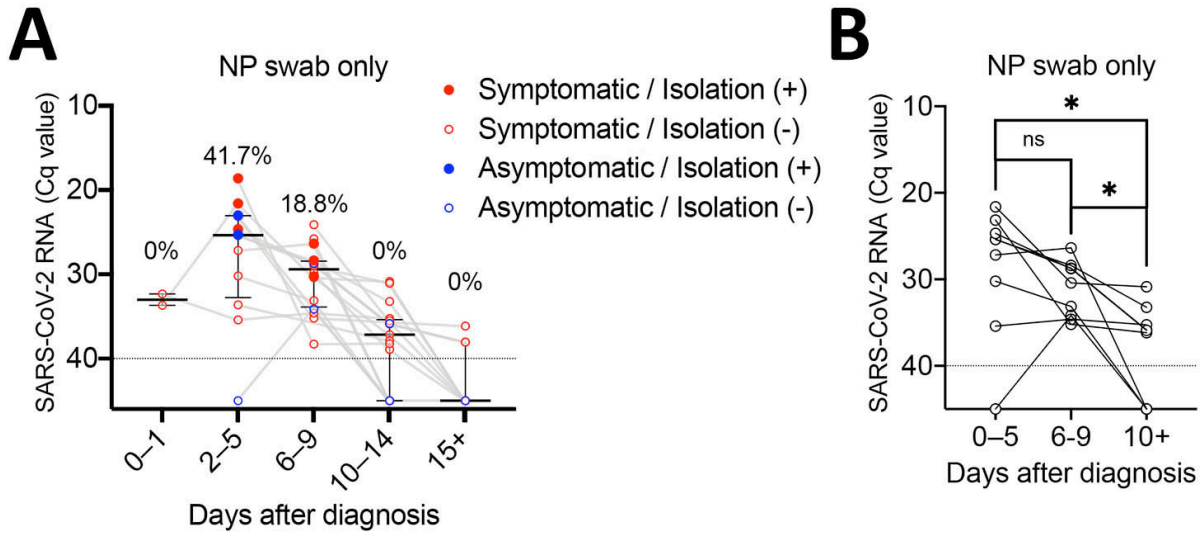 A
NP swab only
SARS-CoV-2 RNA (Cq value)
10
20
30
40
0%
41.7%
18.8%
0%
0%
0–1
2–5
6–9
10–14
15+
Days after diagnosis
Symptomatic / Isolation (+)
Symptomatic / Isolation (-)
Asymptomatic / Isolation (+)
Asymptomatic / Isolation (-)
B
NP swab only
SARS-CoV-2 RNA (Cq value)
10
20
30
40
*
ns
*
0–5
6-9
10+
Days after diagnosis